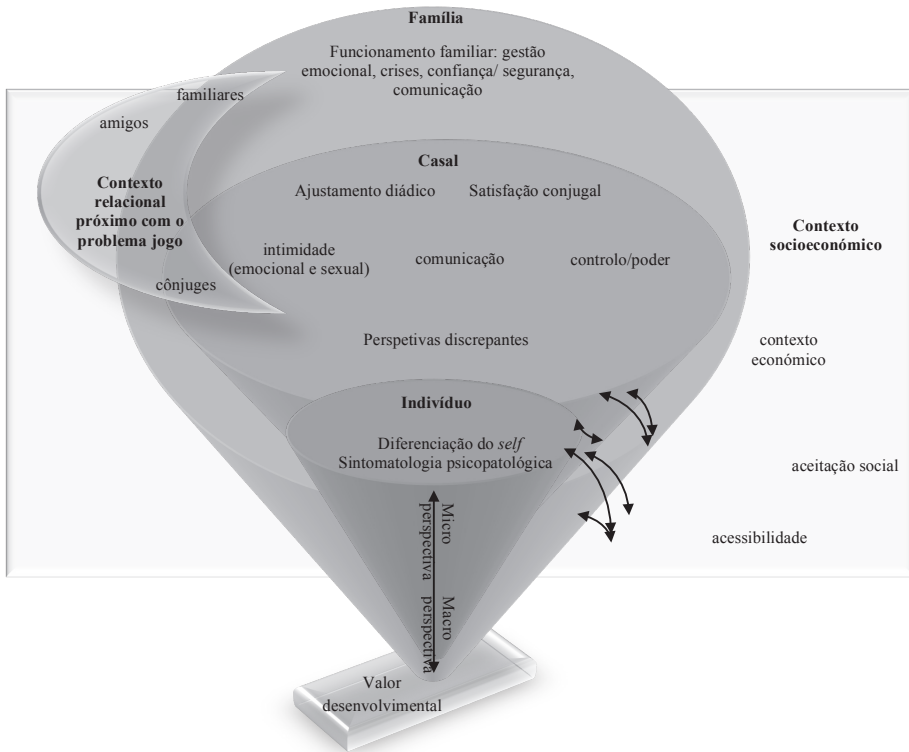 Família
Funcionamento familiar: gestão
emocional, crises, confiança/ segurança,
comunicação
familiares
amigos
Contexto
relacional
próximo com o
problema jogo
cônjuges
Casal
Ajustamento diádico
Satisfação conjugal
intimidade
(emocional e sexual)
comunicação
controlo/poder
Perspetivas discrepantes
Contexto
socioeconómico
contexto
económico
aceitação social
acessibilidade
Indivíduo
Diferenciação do self
Sintomatologia psicopatológica
Micro
perspectiva
Macro
perspectiva
Valor
desenvolvimental